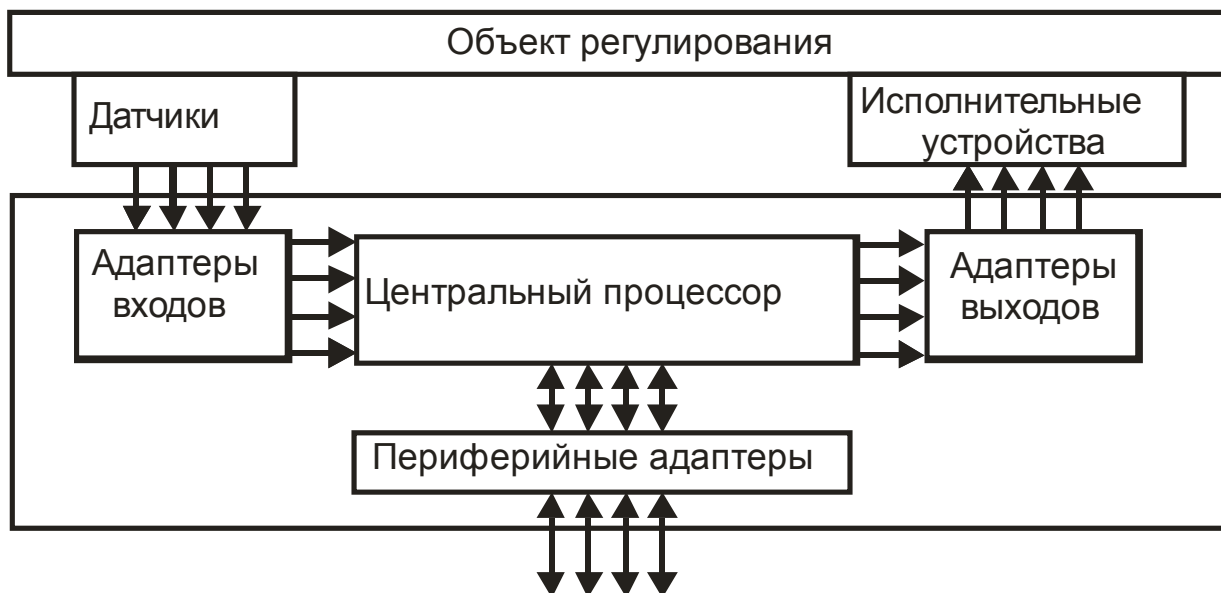 Объект регулирования
Датчики
Исполнительные
устройства
Адаптеры
входов
Центральный процессор
Адаптеры
выходов
Периферийные адаптеры